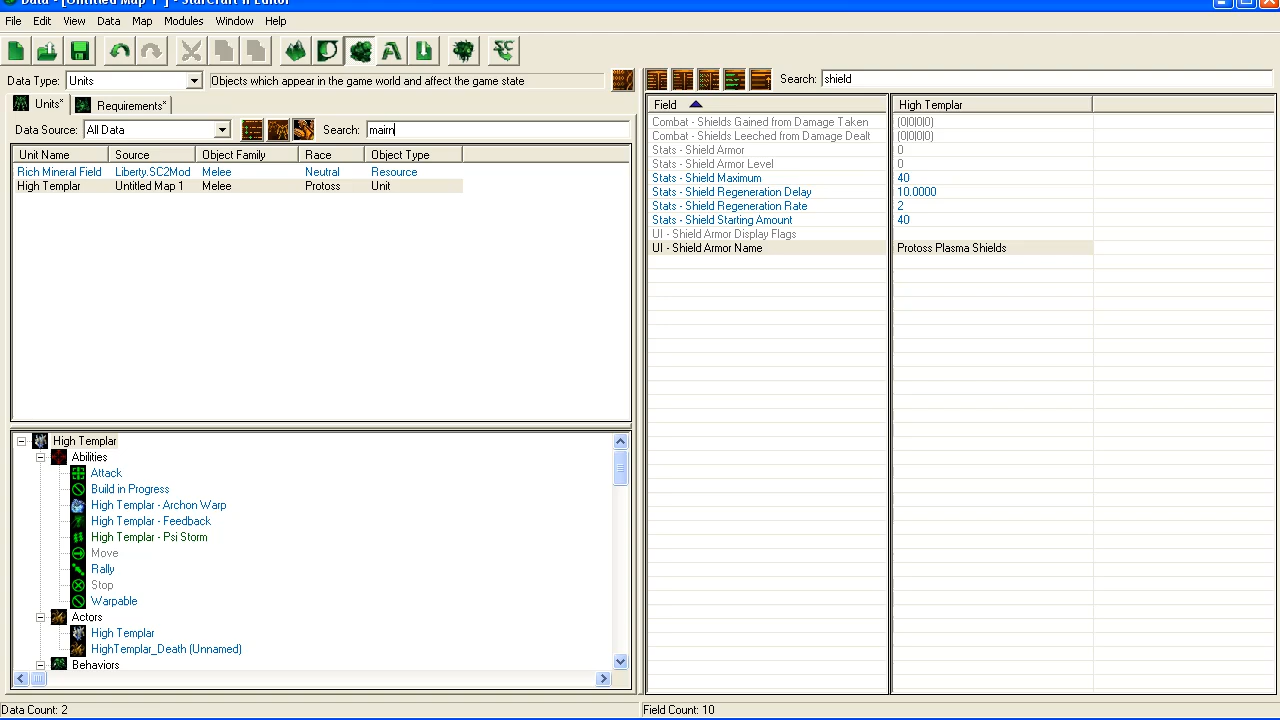 Data - [Untitled Map 1 *] - StarCraft II Editor
File Edit View Data Map Modules Window Help
Data Type: Units Objects which appear in the game world and affect the game state
Search: shield
Units* Requirements*
Data Source: All Data Search: mairn
Unit Name Source Object Family Race Object Type
Rich Mineral Field Liberty.SC2Mod Melee Neutral Resource
High Templar Untitled Map 1 Melee Protoss Unit
High Templar
Abilities
Attack
Build in Progress
High Templar - Archon Warp
High Templar - Feedback
High Templar - Psi Storm
Move
Rally
Stop
Warpable
Actors
High Templar
HighTemplar_Death (Unnamed)
Behaviors
Field High Templar
Combat - Shields Gained from Damage Taken (0|0|0|0)
Combat - Shields Leeched from Damage Dealt (0|0|0|0)
Stats - Shield Armor 0
Stats - Shield Armor Level 0
Stats - Shield Maximum 40
Stats - Shield Regeneration Delay 10.0000
Stats - Shield Regeneration Rate 2
Stats - Shield Starting Amount 40
UI - Shield Armor Display Flags
UI - Shield Armor Name Protoss Plasma Shields
Data Count: 2
Field Count: 10